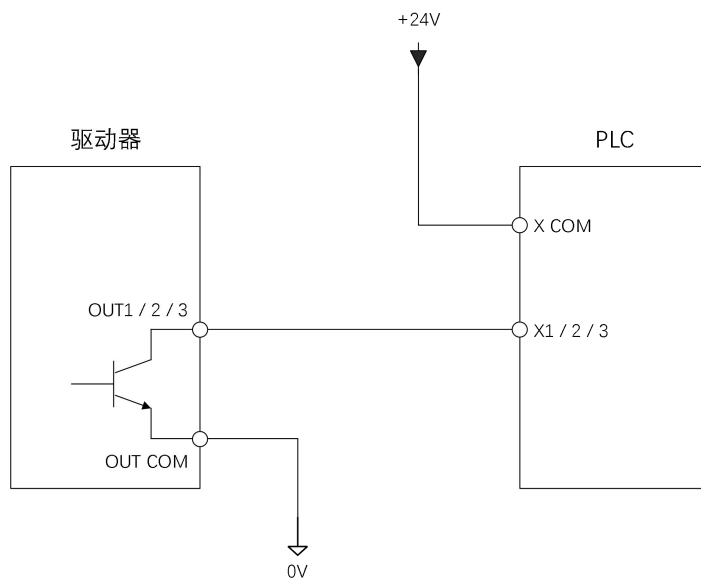 +24V
驱动器
PLC
X COM
OUT1 / 2 / 3
X1 / 2 / 3
OUT COM
0V